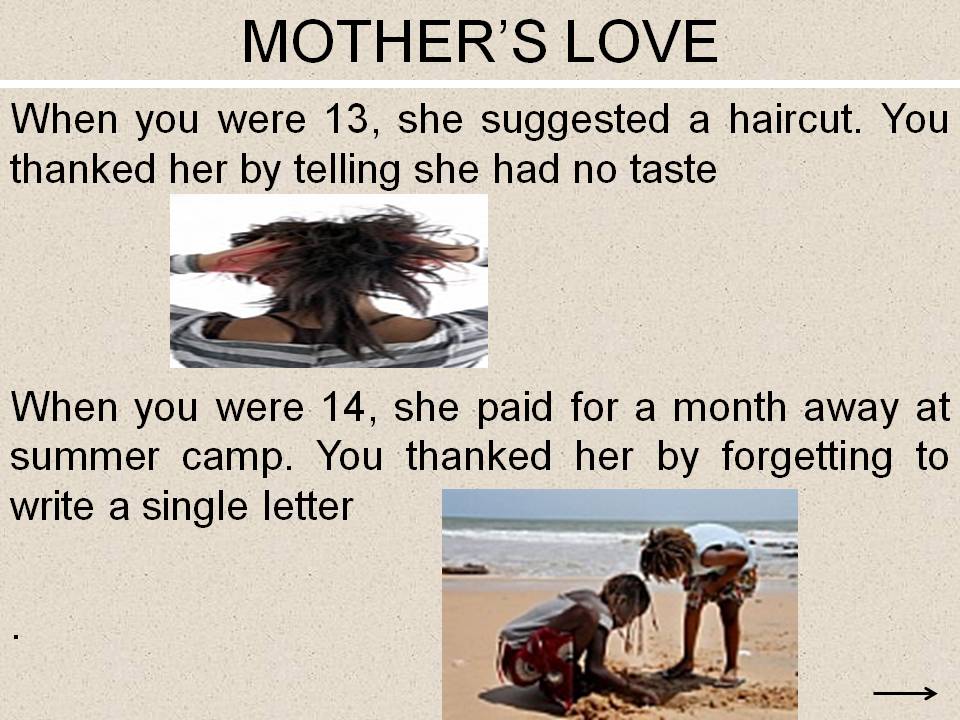 MOTHER’S LOVE
When you were 13, she suggested a haircut. You
thanked her by telling she had no taste
When you were 14, she paid for a month away at
summer camp. You thanked her by forgetting to
write a single letter
.